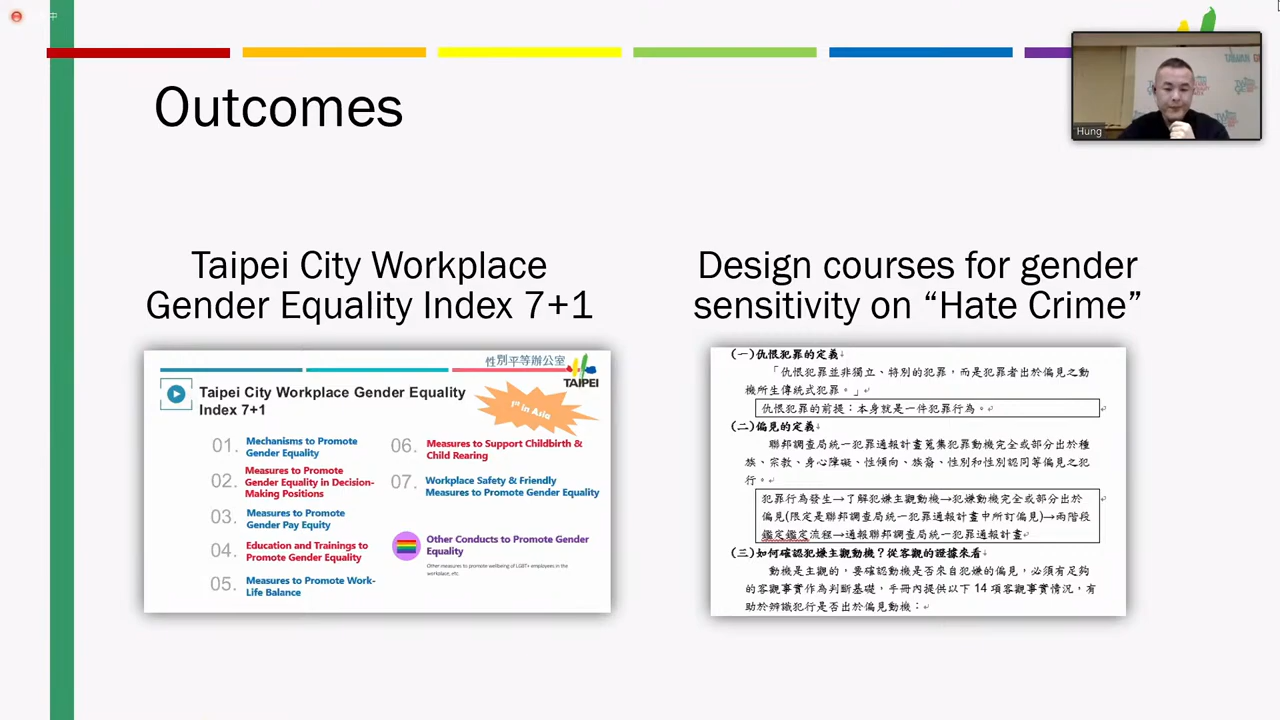 中
Outcomes
Hung
Taipei City Workplace
Gender Equality Index 7+1
性別平等辦公室
TAIPEI
Taipei City Workplace Gender Equality
Index 7+1
1st in Asia
01. Mechanisms to Promote
Gender Equality
02. Measures to Promote
Gender Equality in Decision-
Making Positions
03. Measures to Promote
Gender Pay Equity
04. Education and Trainings to
Promote Gender Equality
05. Measures to Promote Work-
Life Balance
06. Measures to Support Childbirth &
Child Rearing
07. Workplace Safety & Friendly
Measures to Promote Gender Equality
Other Conducts to Promote Gender
Equality
Other measures to promote wellbeing of LGBT+ employees in the
workplace, etc.
Design courses for gender
sensitivity on “Hate Crime”
(一)仇恨犯罪的定義
「仇恨犯罪並非獨立、特別的犯罪，而是犯罪者出於偏見之動
機所生傳統式犯罪。」
仇恨犯罪的前提：本身就是一件犯罪行為。
(二)偏見的定義
聯邦調查局統一犯罪通報計畫蒐集犯罪動機完全或部分出於種
族、宗教、身心障礙、性傾向、族裔、性別和性別認同等偏見之犯
行。
犯罪行為發生→了解犯嫌主觀動機→犯嫌動機完全或部分出於
偏見(限定是聯邦調查局統一犯罪通報計畫中所訂偏見)→兩階段
鑑定鑑定流程→通報聯邦調查局統一犯罪通報計畫
(三)如何確認犯嫌主觀動機？從客觀的證據來看
動機是主觀的，要確認動機是否來自犯嫌的偏見，必須有足夠
的客觀事實作為判斷基礎，手冊內提供以下 14 項客觀事實情況，有
助於辨識犯行是否出於偏見動機：